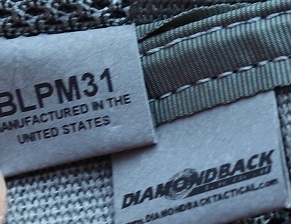 BLPM31
MANUFACTURED IN THE
UNITED STATES
DIAMONDBACK
WWW.DIAMONDBACKTACTICAL.com